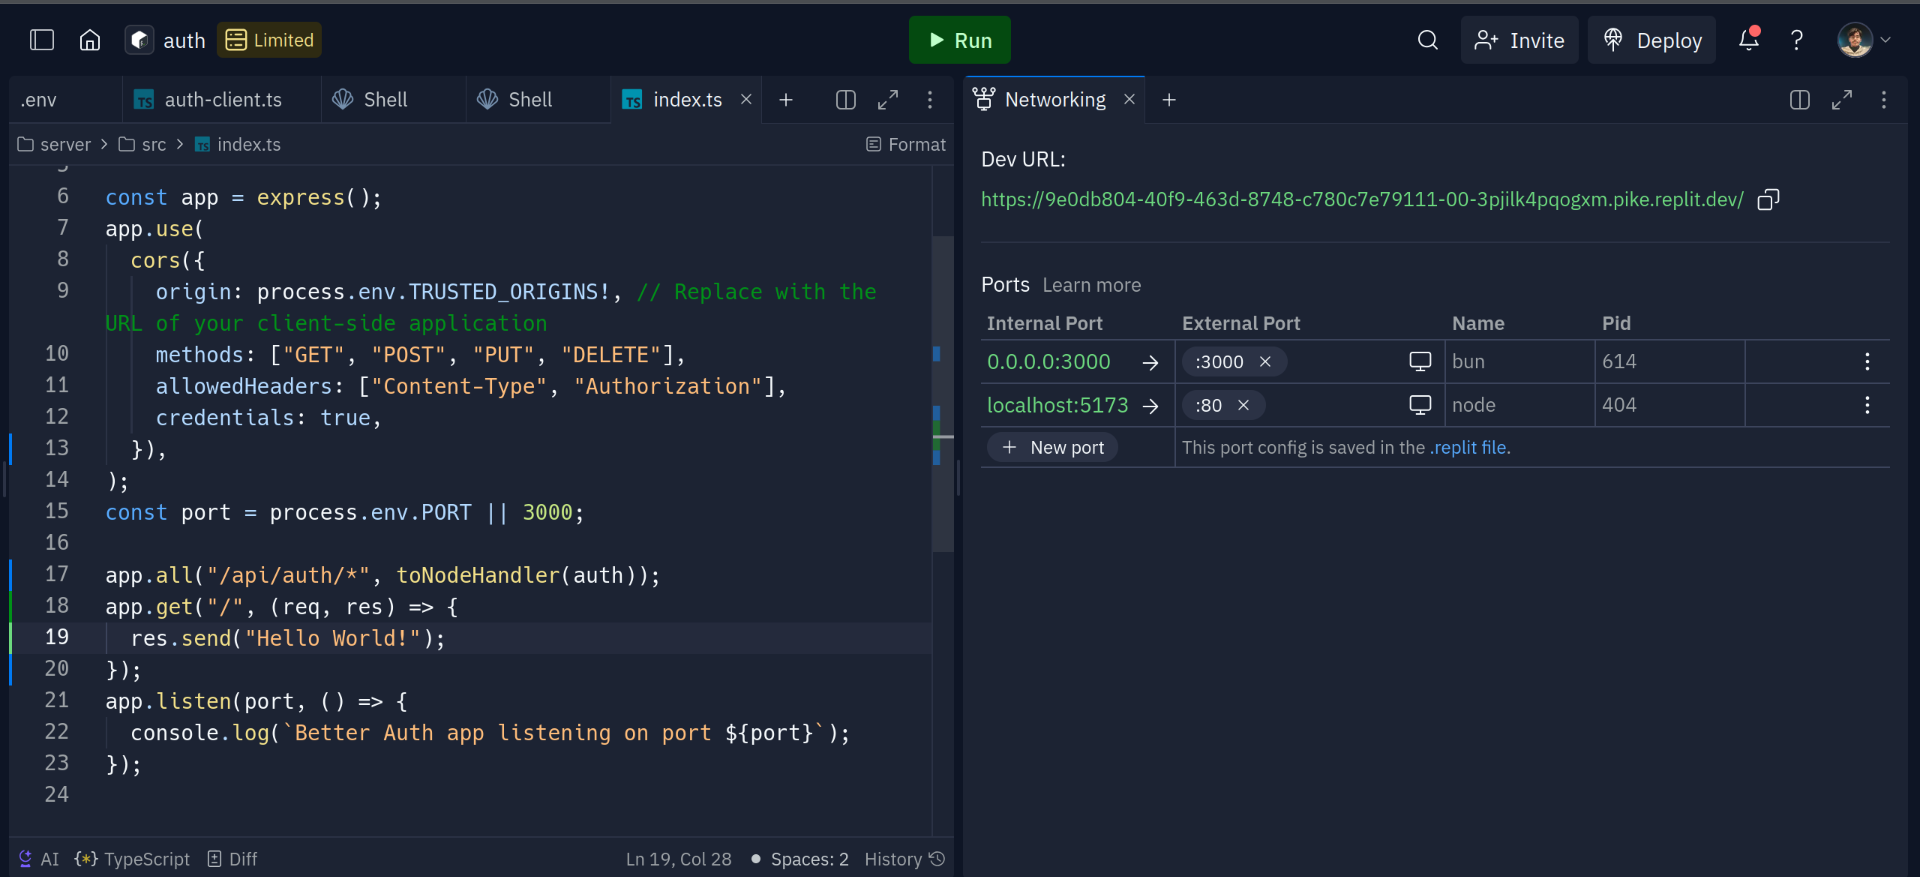 auth
Limited
Run
Invite
Deploy
.env
TS auth-client.ts
Shell
Shell
TS index.ts
Networking
server > src > TS index.ts
Format
5
6 const app = express();
7 app.use(
8 cors({
9 origin: process.env.TRUSTED_ORIGINS!, // Replace with the
URL of your client-side application
10 methods: ["GET", "POST", "PUT", "DELETE"],
11 allowedHeaders: ["Content-Type", "Authorization"],
12 credentials: true,
13 }),
14 );
15 const port = process.env.PORT || 3000;
16
17 app.all("/api/auth/*", toNodeHandler(auth));
18 app.get("/", (req, res) => {
19 res.send("Hello World!");
20 });
21 app.listen(port, () => {
22 console.log(`Better Auth app listening on port ${port}`);
23 });
24
AI
{*} TypeScript
Diff
Ln 19, Col 28
Spaces: 2
History
Dev URL:
https://9e0db804-40f9-463d-8748-c780c7e79111-00-3pjilk4pqogxm.pike.replit.dev/
Ports Learn more
Internal Port External Port Name Pid
0.0.0.0:3000 → :3000 × bun 614
localhost:5173 → :80 × node 404
+ New port This port config is saved in the .replit file.